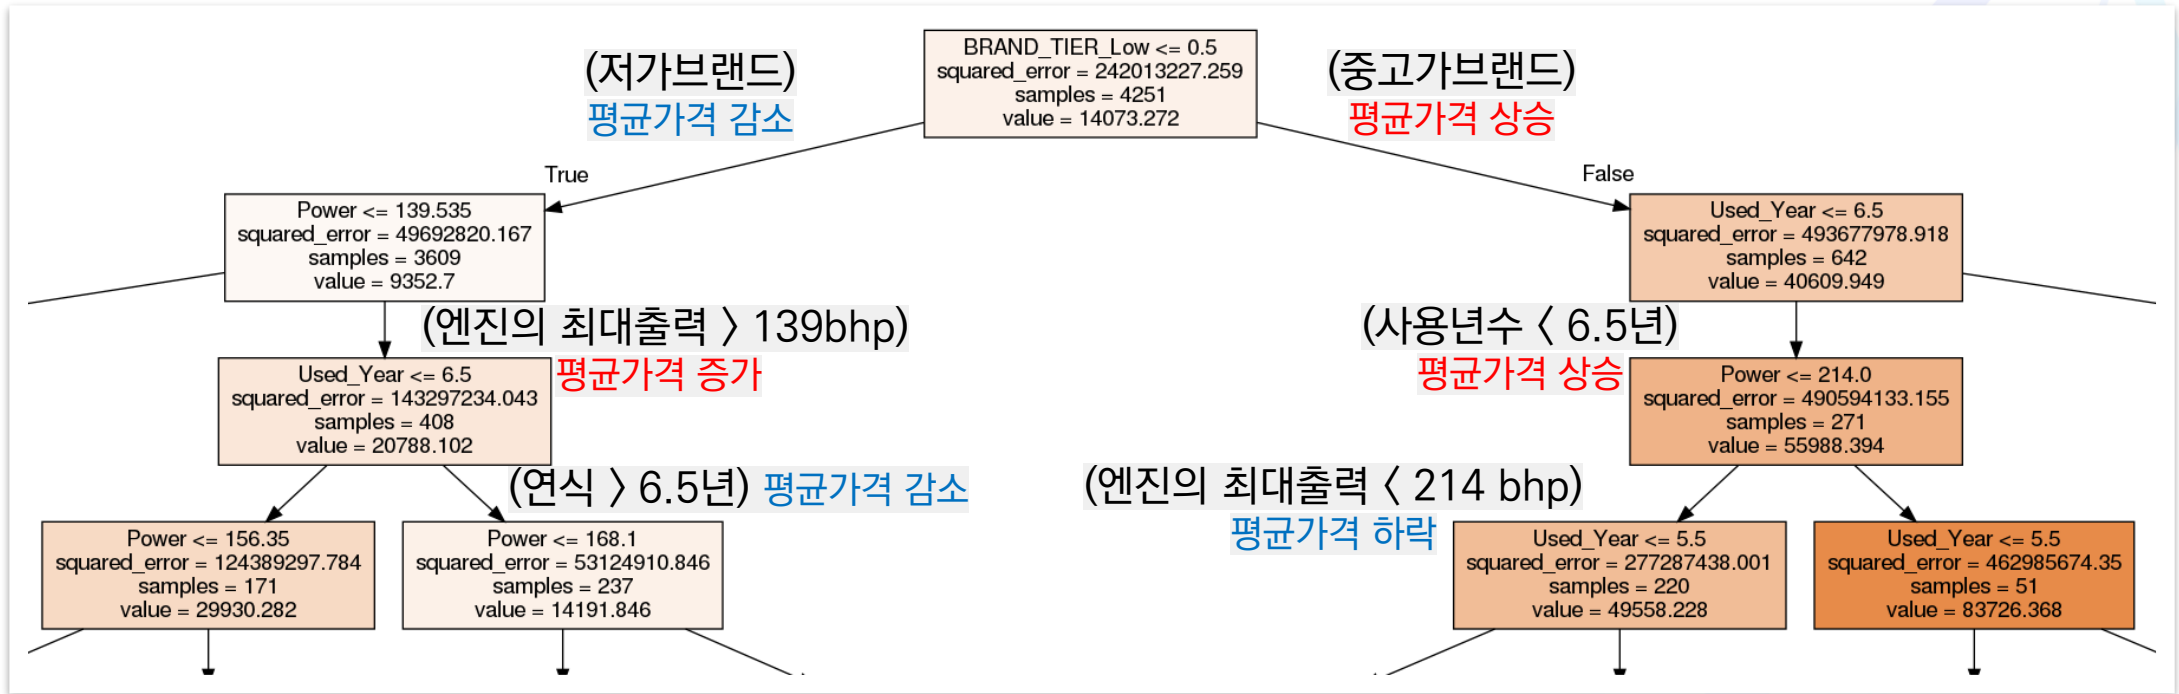 BRAND_TIER_Low <= 0.5
squared_error = 242013227.259
samples = 4251
value = 14073.272
(저가브랜드)
평균가격 감소
(중고가브랜드)
평균가격 상승
True
False
Power <= 139.535
squared_error = 49692820.167
samples = 3609
value = 9352.7
Used_Year <= 6.5
squared_error = 493677978.918
samples = 642
value = 40609.949
(엔진의 최대출력 > 139bhp)
평균가격 증가
(사용년수 < 6.5년)
평균가격 상승
Used_Year <= 6.5
squared_error = 143297234.043
samples = 408
value = 20788.102
Power <= 214.0
squared_error = 490594133.155
samples = 271
value = 55988.394
(연식 > 6.5년) 평균가격 감소
(엔진의 최대출력 < 214 bhp)
평균가격 하락
Power <= 156.35
squared_error = 124389297.784
samples = 171
value = 29930.282
Power <= 168.1
squared_error = 53124910.846
samples = 237
value = 14191.846
Used_Year <= 5.5
squared_error = 277287438.001
samples = 220
value = 49558.228
Used_Year <= 5.5
squared_error = 462985674.35
samples = 51
value = 83726.368